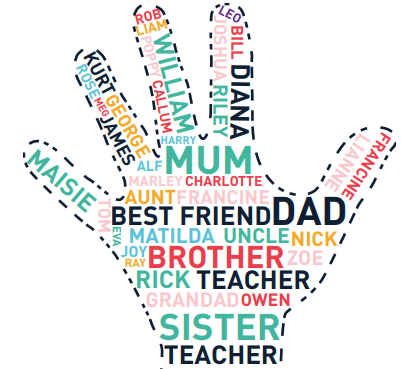 ROB
LIAM
POPPY
WILLIAM
CALLUM
LEO
JOSHUA
BILL
RILEY
DIANA
KURT
ROSE
MEG
GEORGE
JAMES
HARRY
ALF MUM
MARLEY CHARLOTTE
MAISIE
LIANNE
FRANCINE
AUNT FRANCINE
TOM
BEST FRIEND DAD
EVA
MATILDA UNCLE NICK
JOY
RAY
BROTHER ZOE
RICK TEACHER
GRANDAD OWEN
SISTER
TEACHER